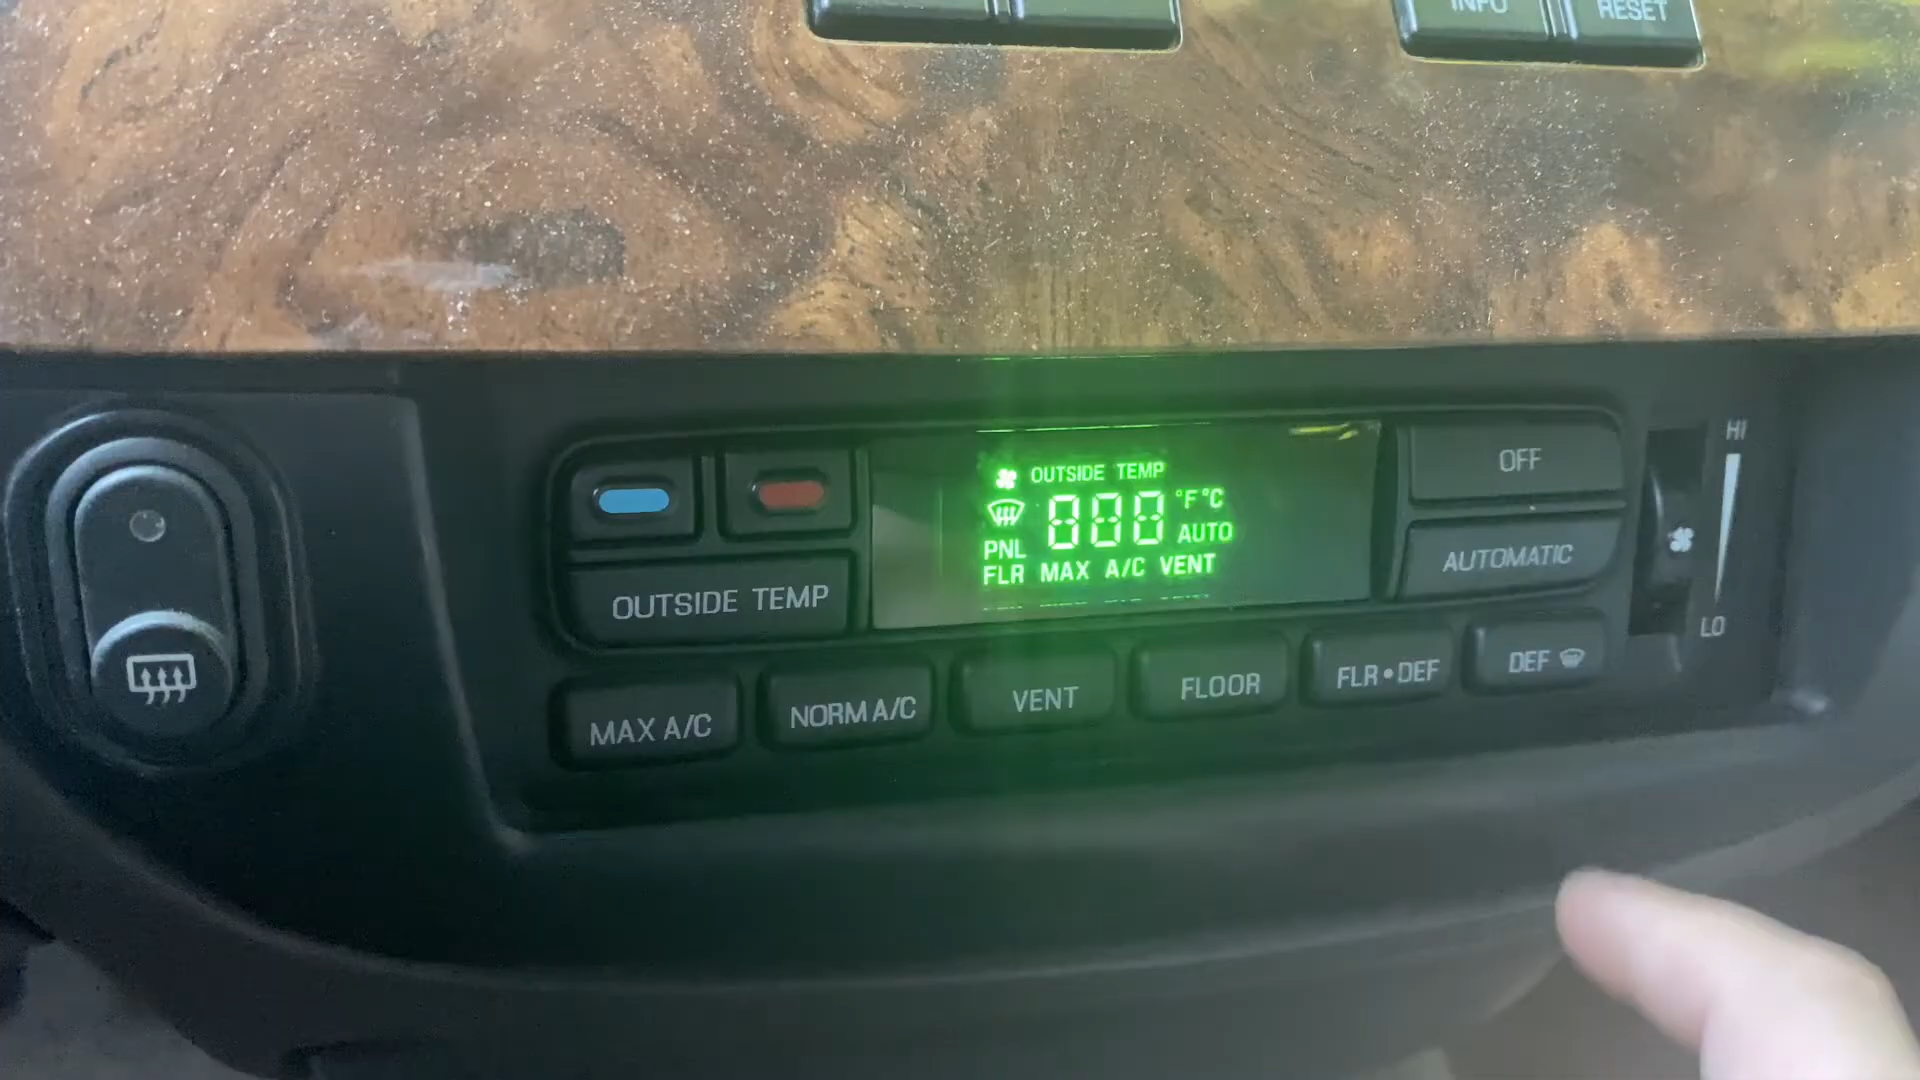 INFO
RESET
OUTSIDE TEMP
888 °F °C
PNL AUTO
FLR MAX A/C VENT
OUTSIDE TEMP
OFF
AUTOMATIC
HI
LO
MAX A/C
NORM A/C
VENT
FLOOR
FLR•DEF
DEF